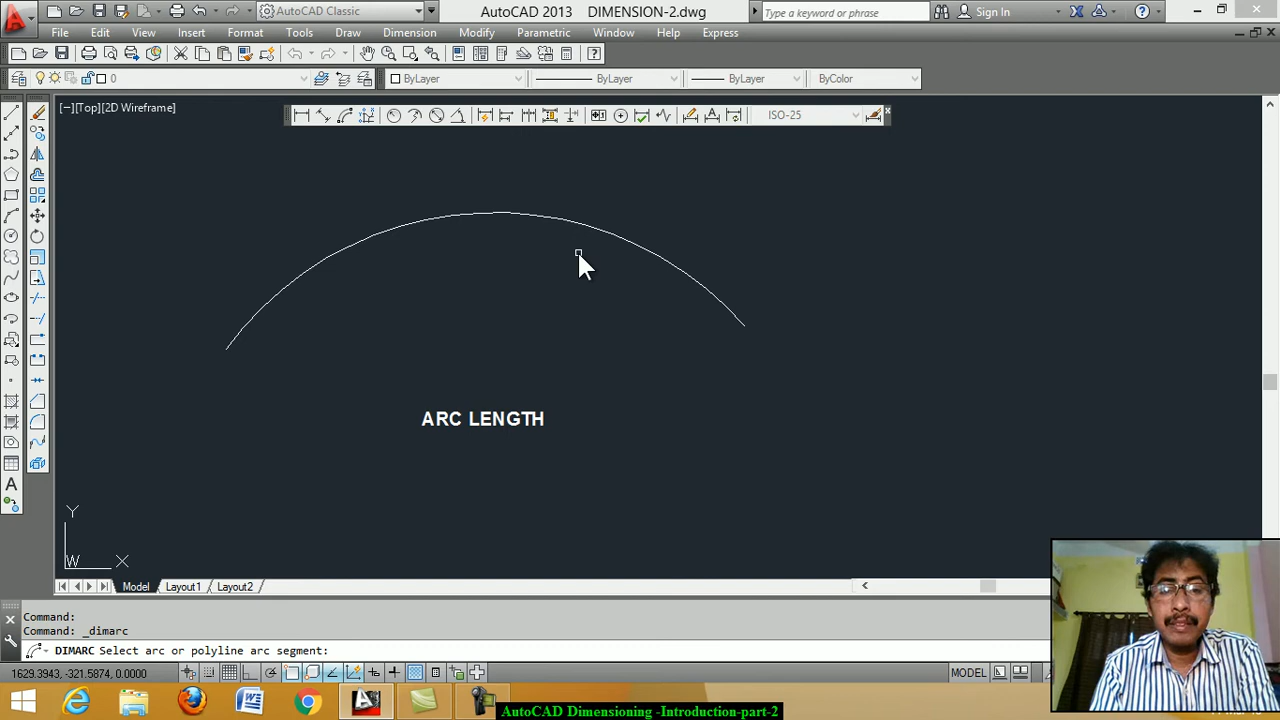 AutoCAD Classic
AutoCAD 2013 DIMENSION-2.dwg
Type a keyword or phrase
Sign In
File Edit View Insert Format Tools Draw Dimension Modify Parametric Window Help Express
0
ByLayer
ByLayer
ByLayer
ByColor
[−][Top][2D Wireframe]
ISO-25
ARC LENGTH
Y
W X
Model Layout1 Layout2
Command:
Command: _dimarc
DIMARC Select arc or polyline arc segment:
1629.3943, -321.5874, 0.0000
MODEL
AutoCAD Dimensioning -Introduction-part-2